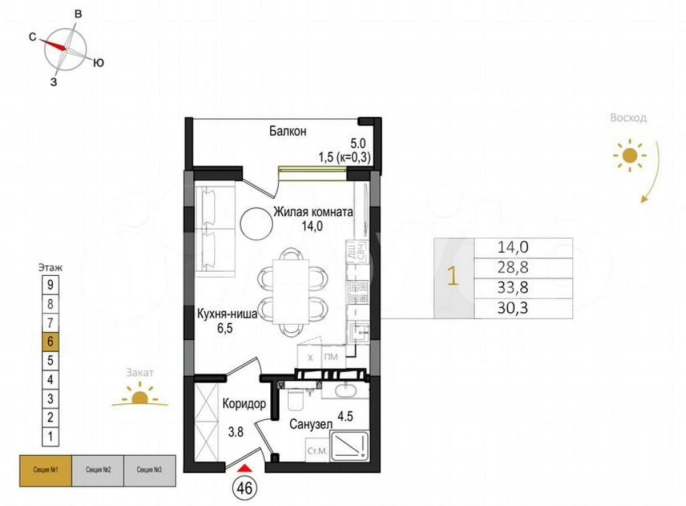 В
С
Ю
З
Восход
Балкон
5.0
1,5 (к=0,3)
Жилая комната
14,0
ДШ
СВЧ
Кухня-ниша
6,5
Х
ПМ
Коридор
3.8
Санузел
4.5
Ст.М.
46
1
14,0
28,8
33,8
30,3
Этаж
9
8
7
6
5
4
3
2
1
Закат
Секция №1
Секция №2
Секция №3